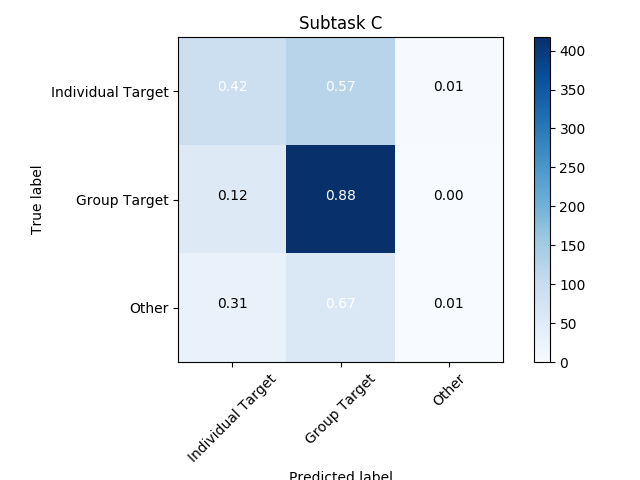 Subtask C
400
350
300
250
200
150
100
50
0
True label
Individual Target
0.42 0.57 0.01
Group Target
0.12 0.88 0.00
Other
0.31 0.67 0.01
Individual Target
Group Target
Other
Predicted label